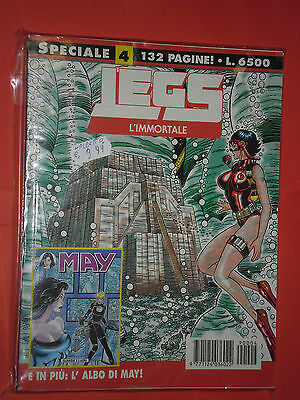 SPECIALE 4 132 PAGINE! • L. 6500
LEGS
L'IMMORTALE
MAY
E IN PIÙ: L' ALBO DI MAY!